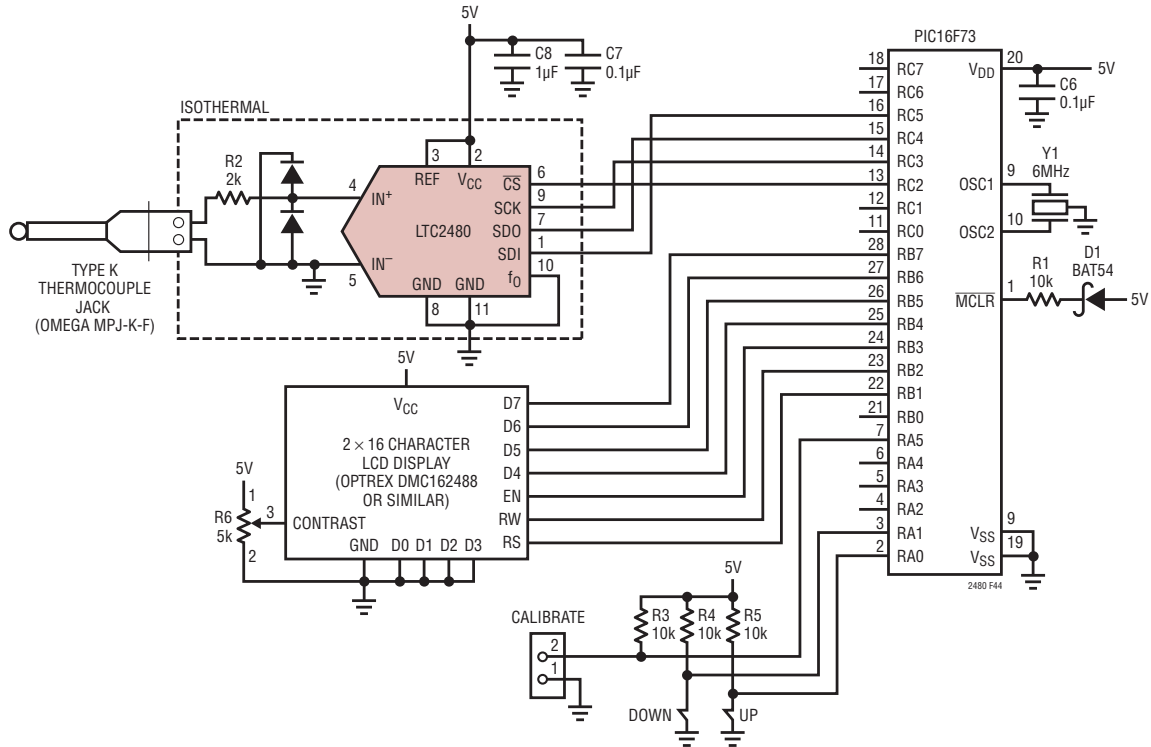 5V
C8
1µF
C7
0.1µF
ISOTHERMAL
R2
2k
TYPE K
THERMOCOUPLE
JACK
(OMEGA MPJ-K-F)
3
2
REF
VCC
4
IN+
5
IN−
LTC2480
GND
GND
8
11
CS
6
SCK
9
SDO
7
SDI
1
fO
10
PIC16F73
18
RC7
17
RC6
16
RC5
15
RC4
14
RC3
13
RC2
12
RC1
11
RC0
28
RB7
27
RB6
26
RB5
25
RB4
24
RB3
23
RB2
22
RB1
21
RB0
7
RA5
6
RA4
5
RA3
4
RA2
3
RA1
2
RA0
VDD
20
5V
C6
0.1µF
OSC1
9
Y1
6MHz
OSC2
10
MCLR
1
R1
10k
D1
BAT54
5V
VSS
9
VSS
19
2480 F44
5V
VCC
2 × 16 CHARACTER
LCD DISPLAY
(OPTREX DMC162488
OR SIMILAR)
D7
D6
D5
D4
EN
RW
RS
5V
1
R6
5k
3
2
CONTRAST
GND D0 D1 D2 D3
CALIBRATE
2
1
5V
R3
10k
R4
10k
R5
10k
DOWN
UP